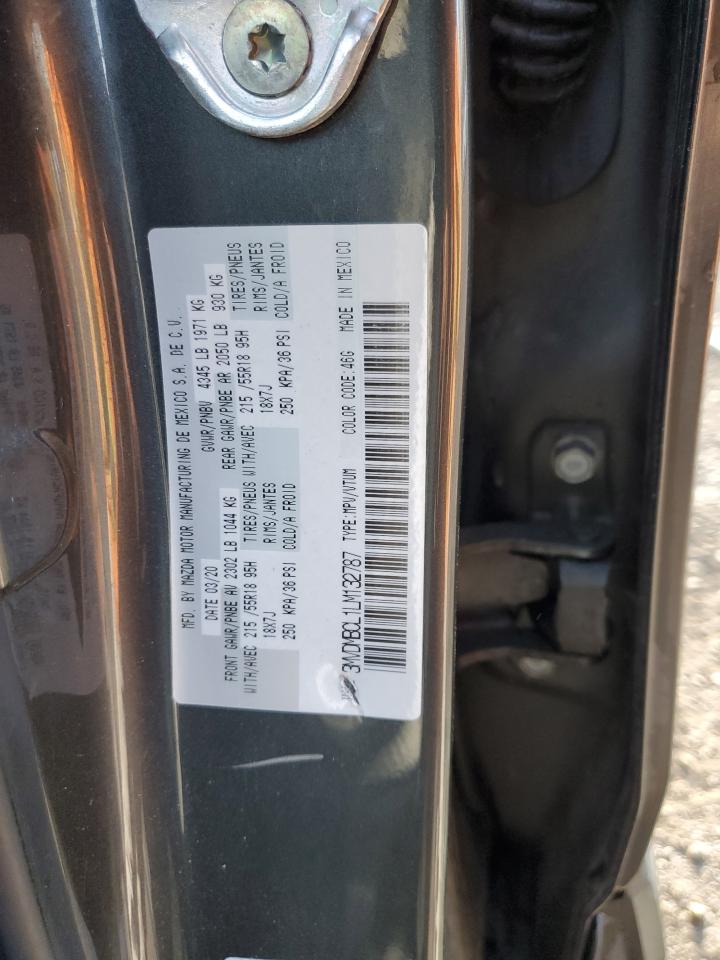 MFD. BY MAZDA MOTOR MANUFACTURING DE MEXICO S.A. DE C.V.
DATE 03/20 GVWR/PNBV 4345 LB 1971 KG
FRONT GAWR/PNBE AV 2302 LB 1044 KG REAR GAWR/PNBE AR 2050 LB 930 KG
WITH/AVEC 215 /55R18 95H TIRES/PNEUS WITH/AVEC 215 /55R18 95H TIRES/PNEUS
18X7J RIMS/JANTES 18X7J RIMS/JANTES
250 KPA/36 PSI COLD/A FROID 250 KPA/36 PSI COLD/A FROID
3MVDMBCL1LM132787 TYPE:MPV/VTUM COLOR CODE:46G MADE IN MEXICO